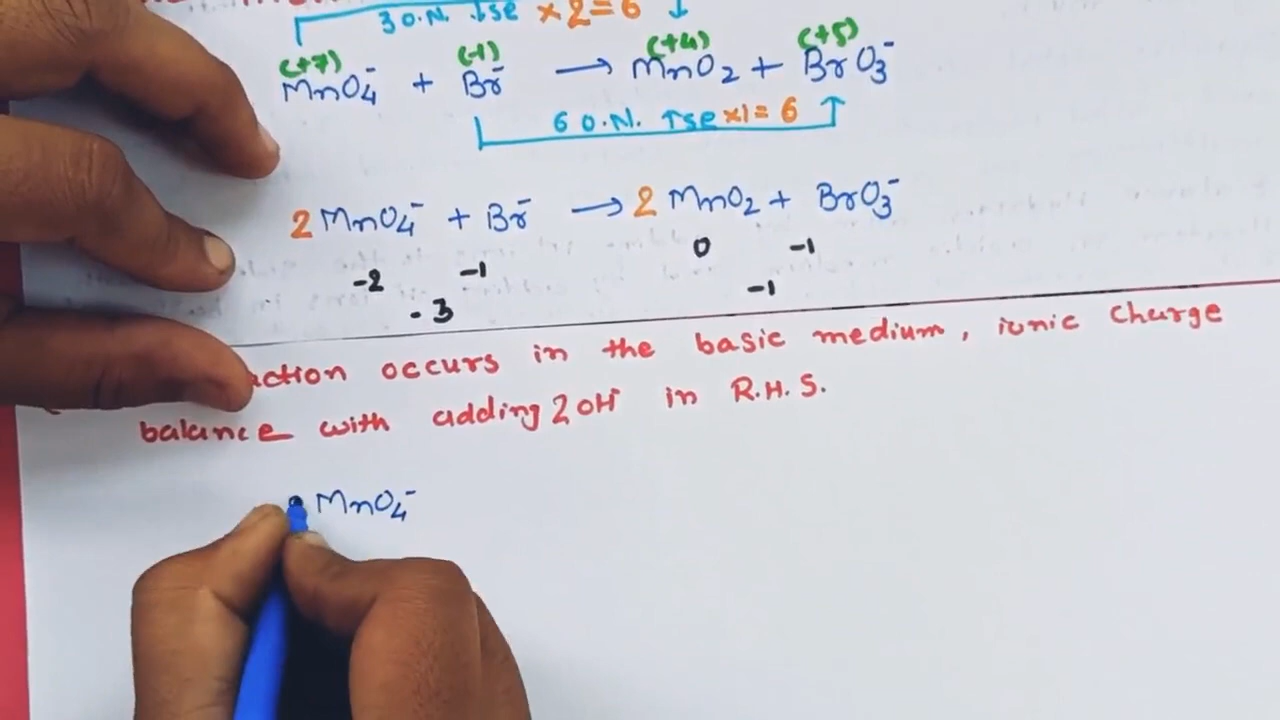 3 O.N. ↓se ×2=6 ↓
(+7) (-1) (+4) (+5)
MnO₄⁻ + Br⁻ → MnO₂ + BrO₃⁻
6 O.N. ↑se ×1=6
2 MnO₄⁻ + Br⁻ → 2 MnO₂ + BrO₃⁻
-2 -1 0 -1
-3 -1
occurs in the basic medium, ionic charge
balance with adding 2OH⁻ in R.H.S.
MnO₄⁻